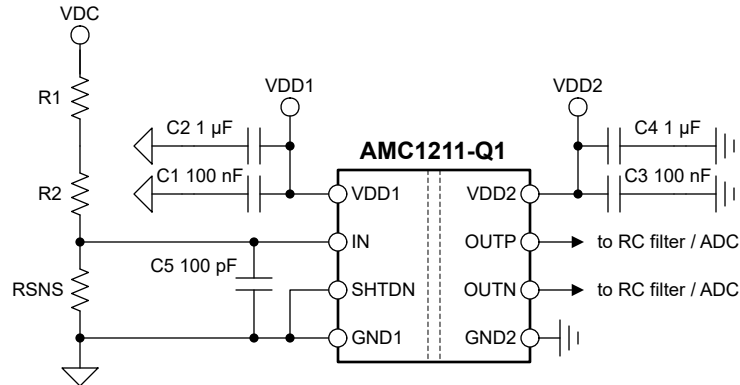 VDC
R1
VDD1
VDD2
C2 1 µF
C4 1 µF
AMC1211-Q1
C1 100 nF
C3 100 nF
R2
VDD1
VDD2
IN
OUTP
to RC filter / ADC
C5 100 pF
RSNS
SHTDN
OUTN
to RC filter / ADC
GND1
GND2